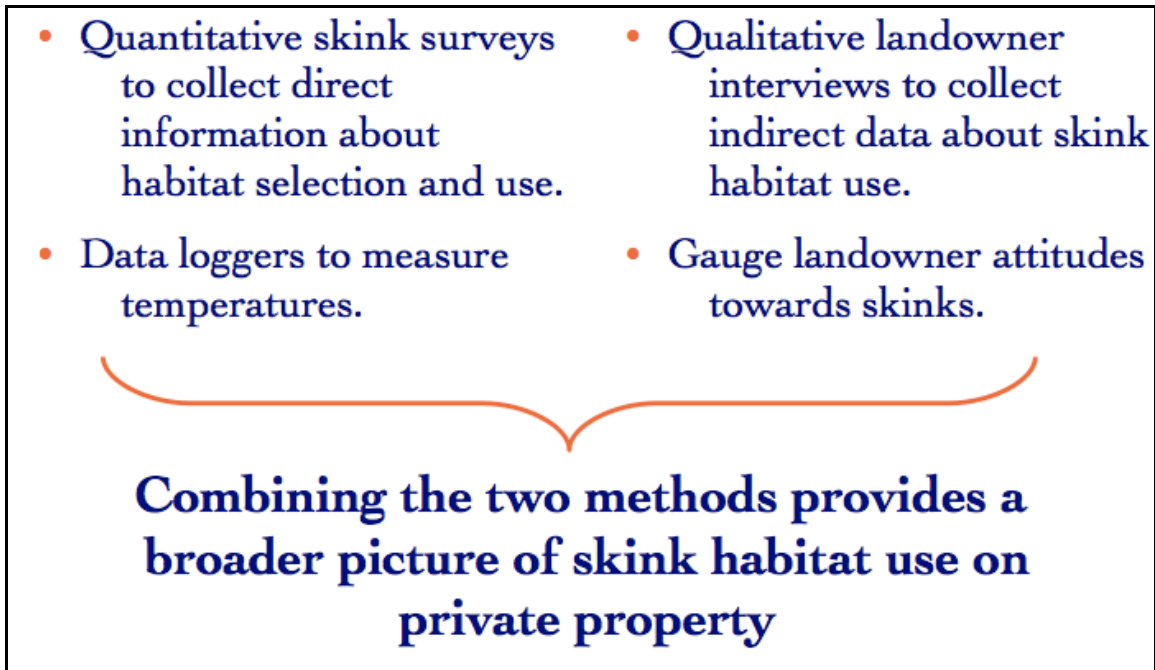 • Quantitative skink surveys
to collect direct
information about
habitat selection and use.
• Data loggers to measure
temperatures.
• Qualitative landowner
interviews to collect
indirect data about skink
habitat use.
• Gauge landowner attitudes
towards skinks.
Combining the two methods provides a
broader picture of skink habitat use on
private property